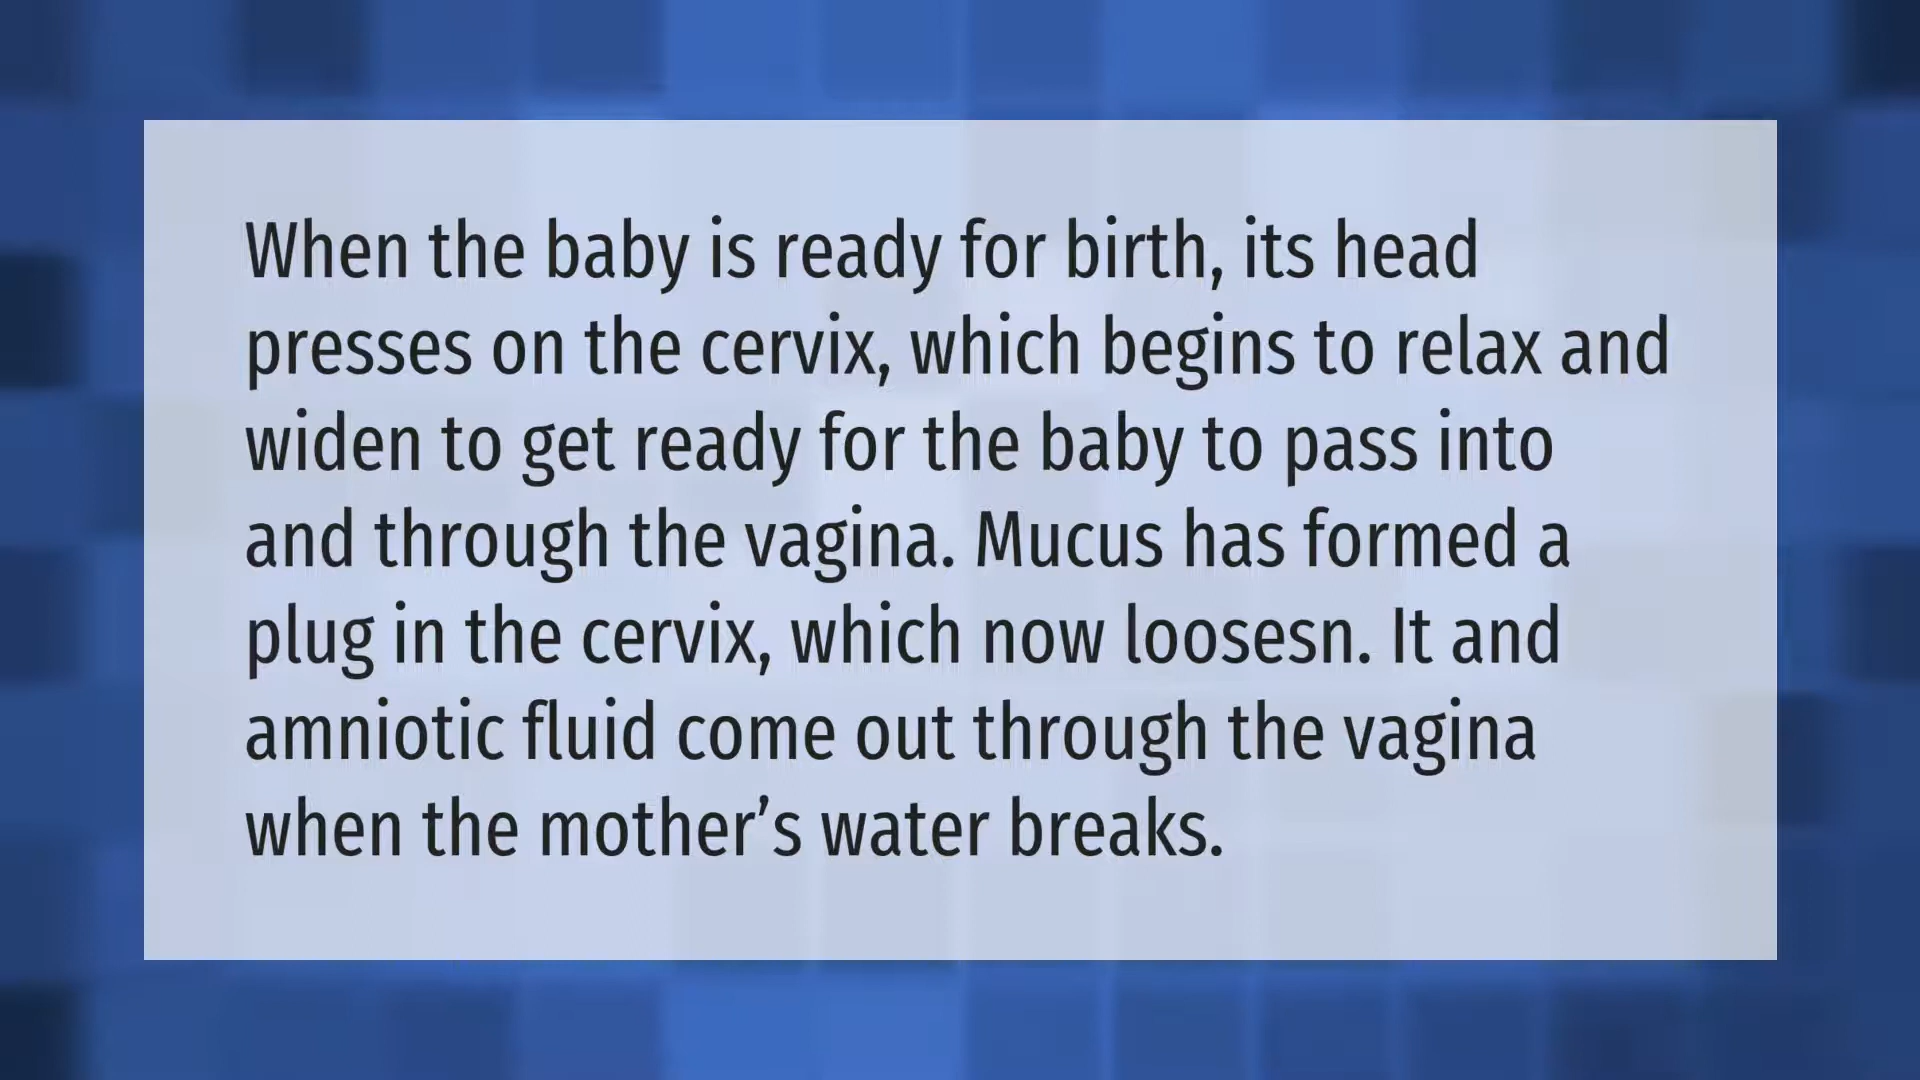 When the baby is ready for birth, its head
presses on the cervix, which begins to relax and
widen to get ready for the baby to pass into
and through the vagina. Mucus has formed a
plug in the cervix, which now loosesn. It and
amniotic fluid come out through the vagina
when the mother’s water breaks.